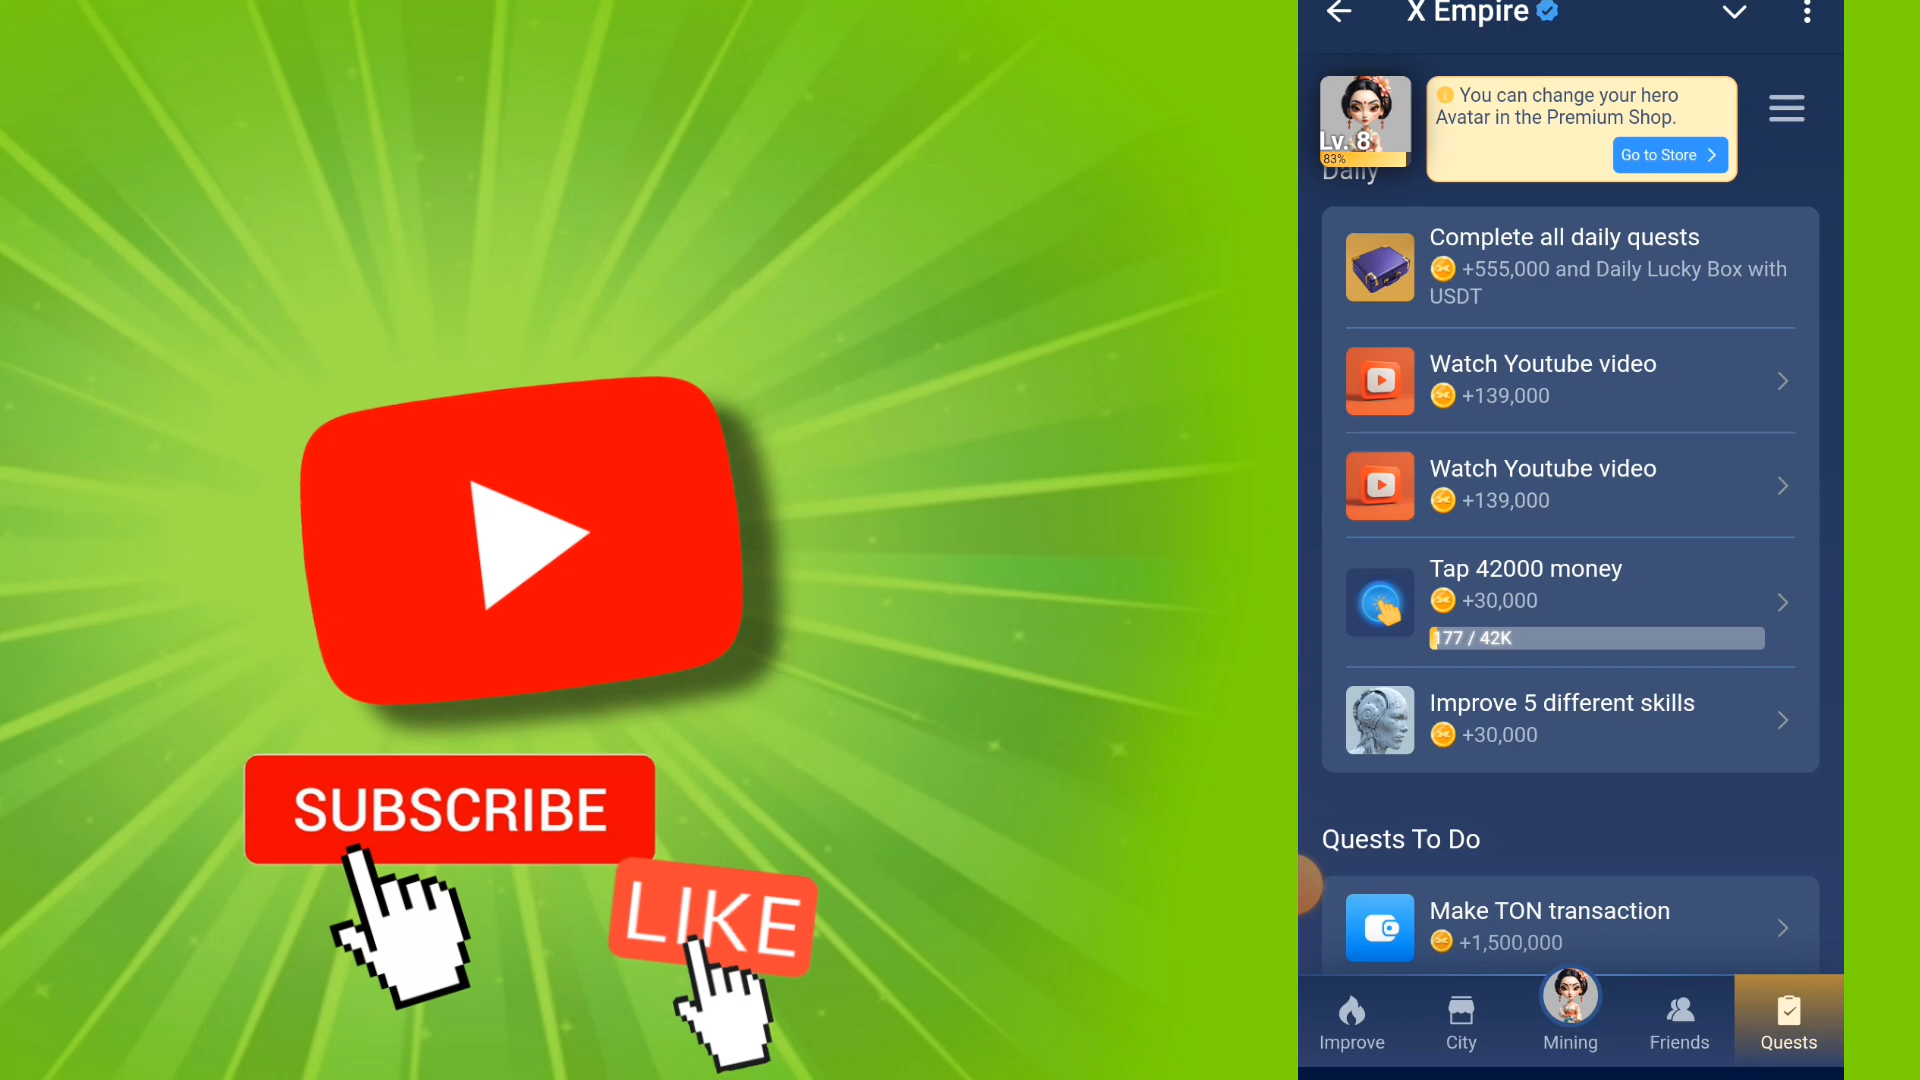 SUBSCRIBE
LIKE
X Empire
Lv. 8
83%
You can change your hero
Avatar in the Premium Shop.
Go to Store
Daily
Complete all daily quests
+555,000 and Daily Lucky Box with
USDT
Watch Youtube video
+139,000
Watch Youtube video
+139,000
Tap 42000 money
+30,000
177 / 42K
Improve 5 different skills
+30,000
Quests To Do
Make TON transaction
+1,500,000
Improve
City
Mining
Friends
Quests